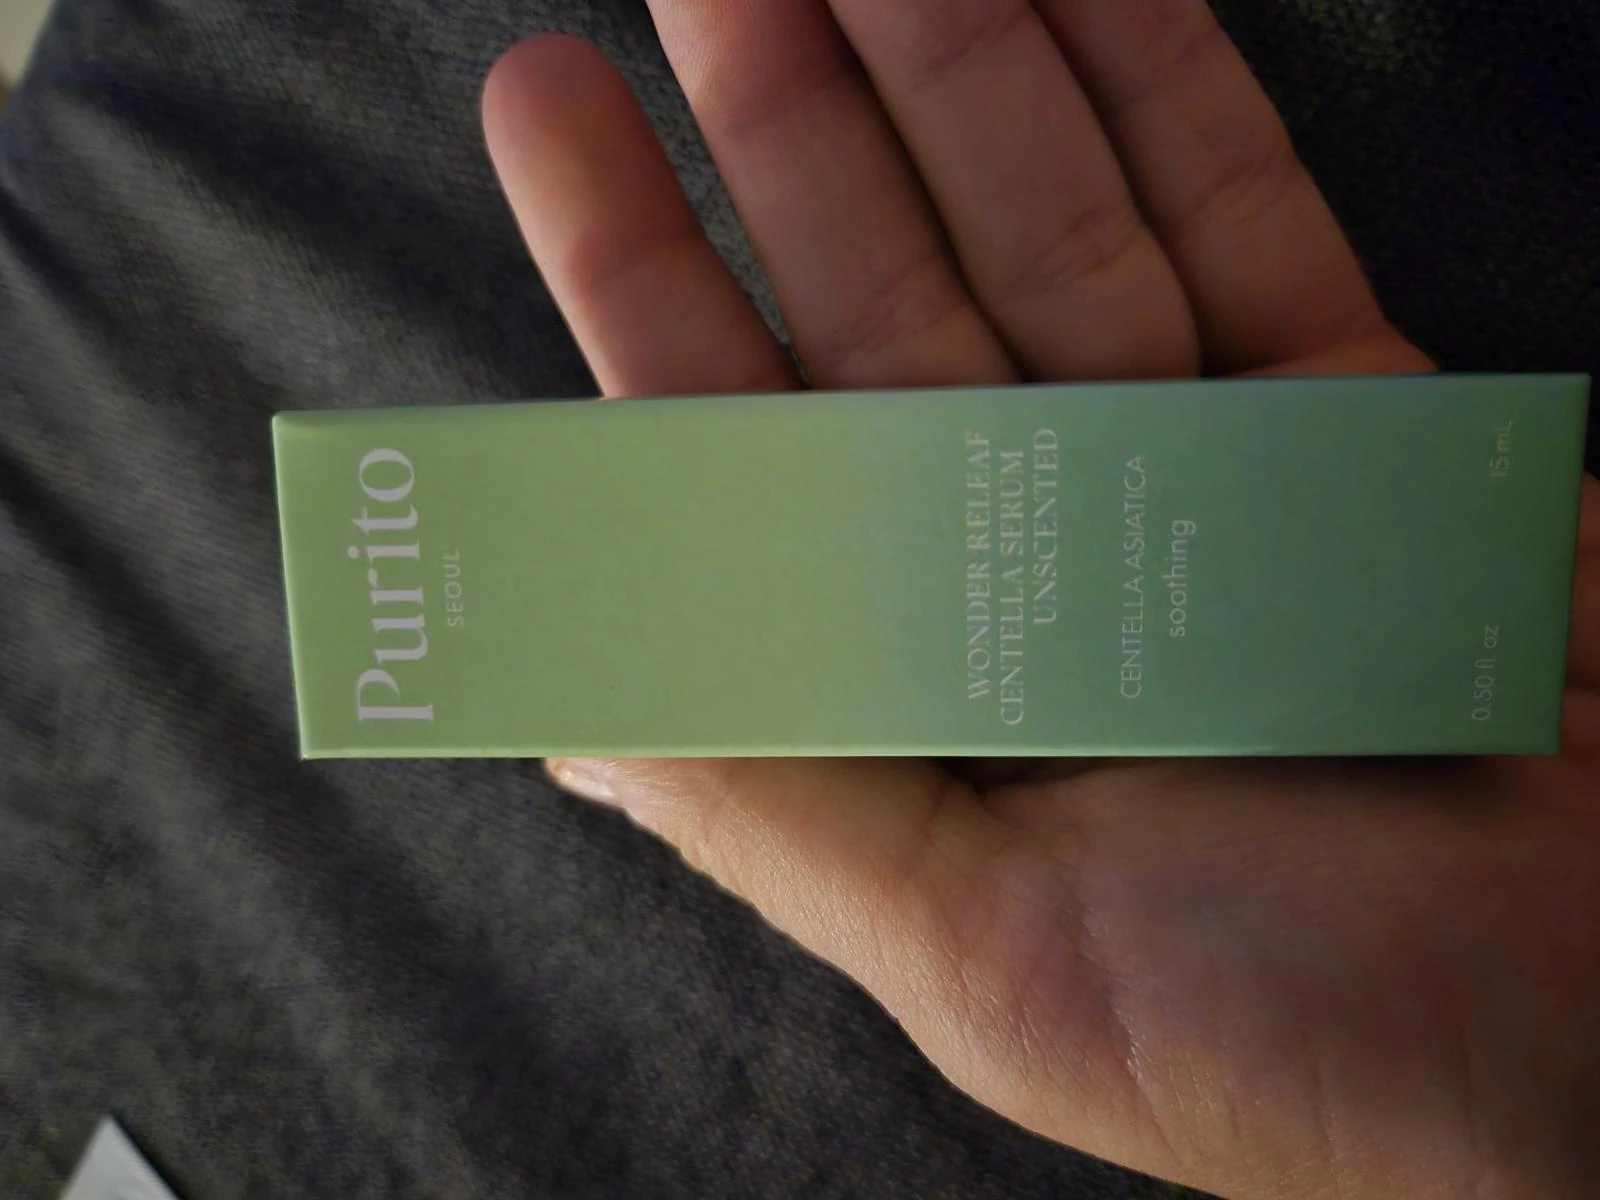 Purito
SEOUL
WONDER RELEAF
CENTELLA SERUM
UNSCENTED
CENTELLA ASIATICA
soothing
0.50 fl. oz 15 mL